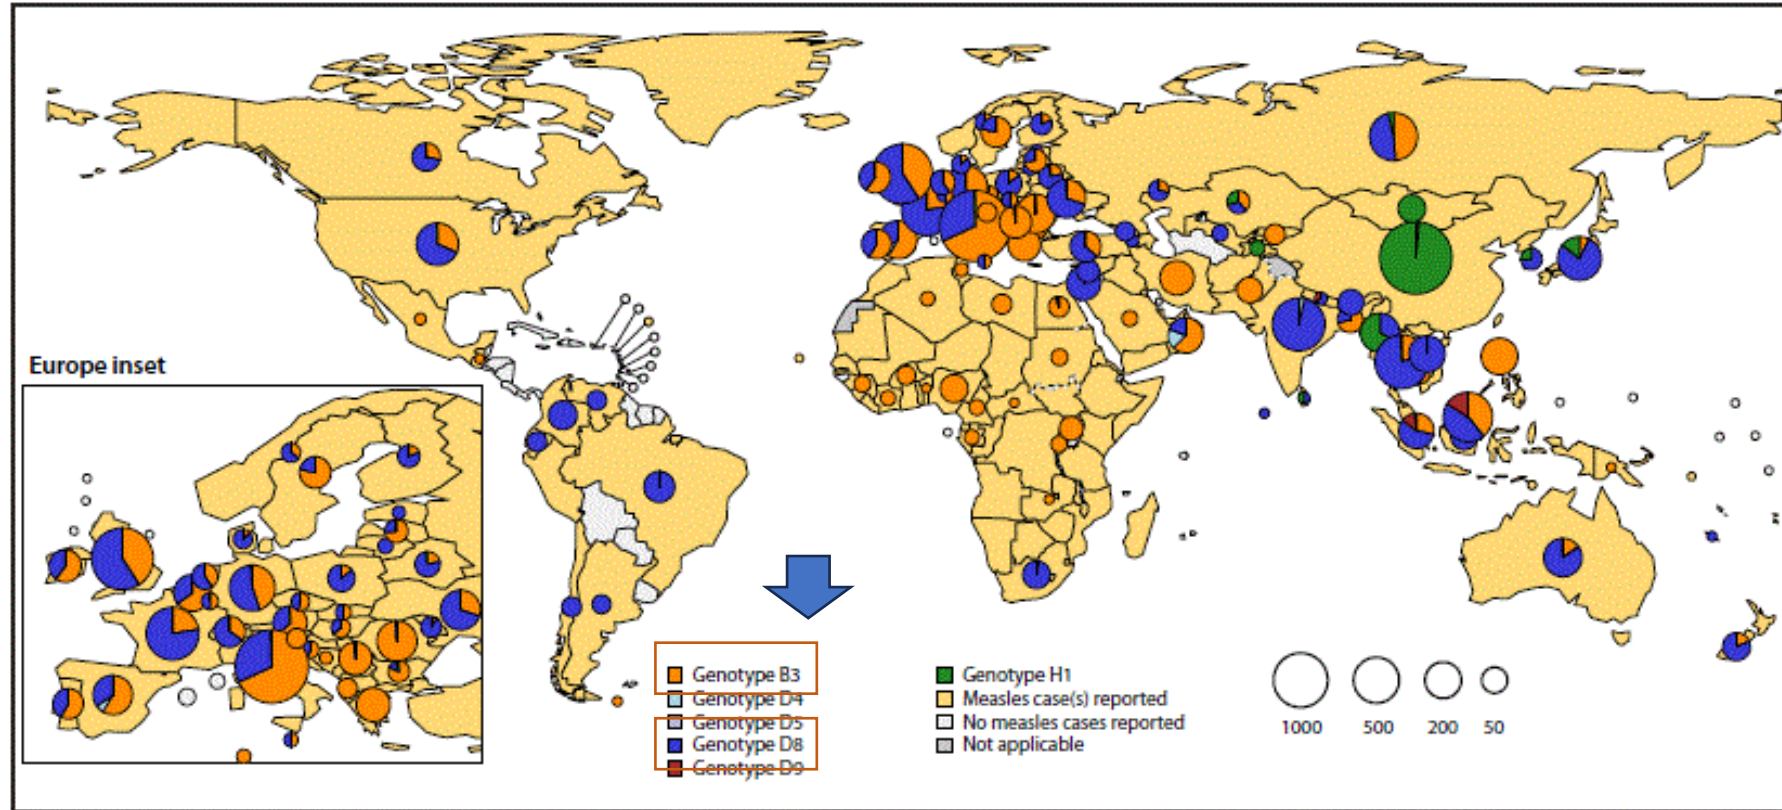 Europe inset
Genotype B3
Genotype D4
Genotype D5
Genotype D8
Genotype D9
Genotype H1
Measles case(s) reported
No measles cases reported
Not applicable
1000 500 200 50